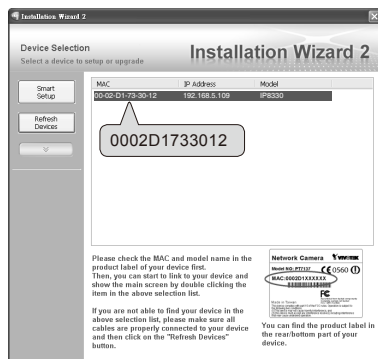 Installation Wizard 2
Device Selection
Select a device to setup or upgrade
Installation Wizard 2
Smart
Setup
Refresh
Devices
MAC IP Address Model
00-02-D1-73-30-12 192.168.5.109 IP8330
0002D1733012
Please check the MAC and model name in the
product label of your device first.
Then, you can start to link to your device and
show the main screen by double clicking the
item in the above selection list.
If you are not able to find your device in the
above selection list, please make sure all
cables are properly connected to your device
and then click on the "Refresh Devices"
button.
Network Camera VIVOTEK
Model NO: PT7137 CE 0560
MAC:0002D1XXXXXX
FC
Made in Taiwan
You can find the product label in
the rear/bottom part of your
device.